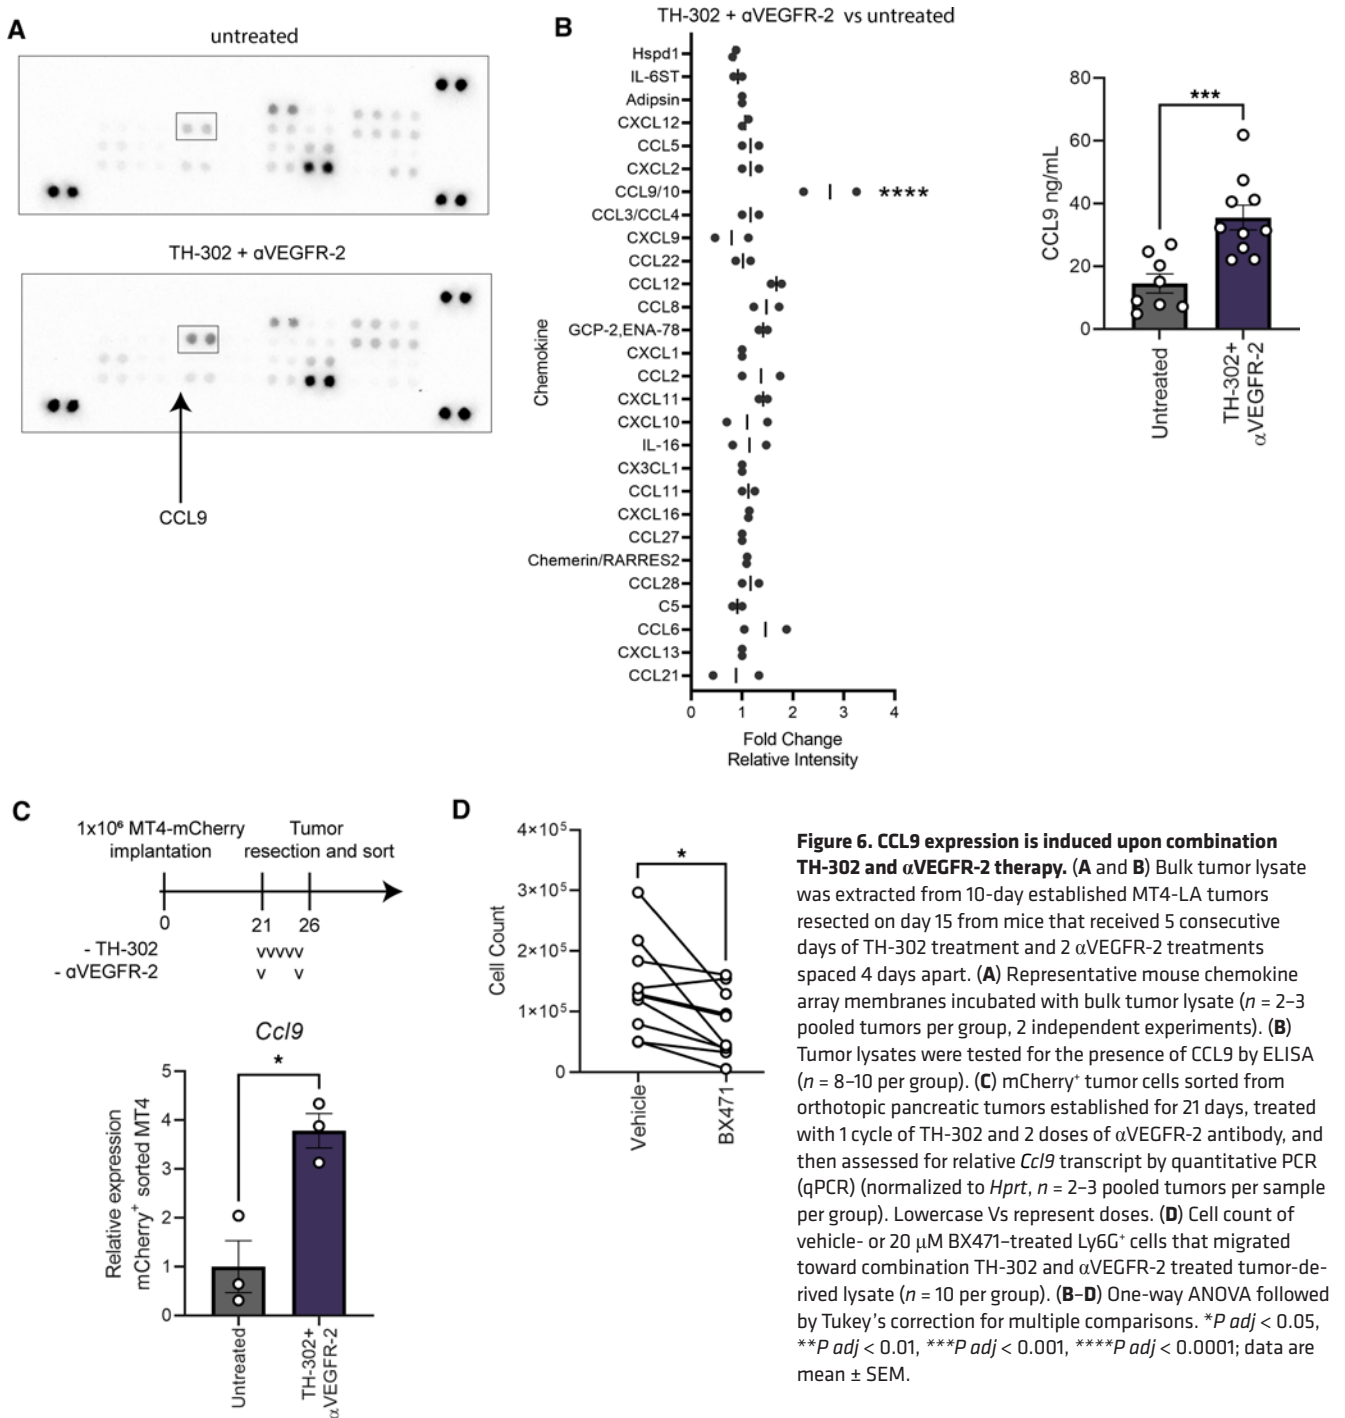 A
untreated
TH-302 + αVEGFR-2
CCL9
B
TH-302 + αVEGFR-2 vs untreated
Chemokine
Hspd1
IL-6ST
Adipsin
CXCL12
CCL5
CXCL2
CCL9/10
****
CCL3/CCL4
CXCL9
CCL22
CCL12
CCL8
GCP-2,ENA-78
CXCL1
CCL2
CXCL11
CXCL10
IL-16
CX3CL1
CCL11
CXCL16
CCL27
Chemerin/RARRES2
CCL28
C5
CCL6
CXCL13
CCL21
0 1 2 3 4
Fold Change
Relative Intensity
CCL9 ng/mL
80
60
40
20
0
***
Untreated
TH-302+
αVEGFR-2
C
1x10⁶ MT4-mCherry
implantation
Tumor
resection and sort
0 21 26
- TH-302 vvvvv
- αVEGFR-2 v v
Ccl9
*
Relative expression
mCherry⁺ sorted MT4
5
4
3
2
1
0
Untreated
TH-302+
αVEGFR-2
D
Cell Count
4×10⁵
3×10⁵
2×10⁵
1×10⁵
0
*
Vehicle
BX471
Figure 6. CCL9 expression is induced upon combination
TH-302 and αVEGFR-2 therapy. (A and B) Bulk tumor lysate
was extracted from 10-day established MT4-LA tumors
resected on day 15 from mice that received 5 consecutive
days of TH-302 treatment and 2 αVEGFR-2 treatments
spaced 4 days apart. (A) Representative mouse chemokine
array membranes incubated with bulk tumor lysate (n = 2–3
pooled tumors per group, 2 independent experiments). (B)
Tumor lysates were tested for the presence of CCL9 by ELISA
(n = 8–10 per group). (C) mCherry⁺ tumor cells sorted from
orthotopic pancreatic tumors established for 21 days, treated
with 1 cycle of TH-302 and 2 doses of αVEGFR-2 antibody, and
then assessed for relative Ccl9 transcript by quantitative PCR
(qPCR) (normalized to Hprt, n = 2–3 pooled tumors per sample
per group). Lowercase Vs represent doses. (D) Cell count of
vehicle- or 20 μM BX471–treated Ly6G⁺ cells that migrated
toward combination TH-302 and αVEGFR-2 treated tumor-de-
rived lysate (n = 10 per group). (B–D) One-way ANOVA followed
by Tukey's correction for multiple comparisons. *P adj < 0.05,
**P adj < 0.01, ***P adj < 0.001, ****P adj < 0.0001; data are
mean ± SEM.